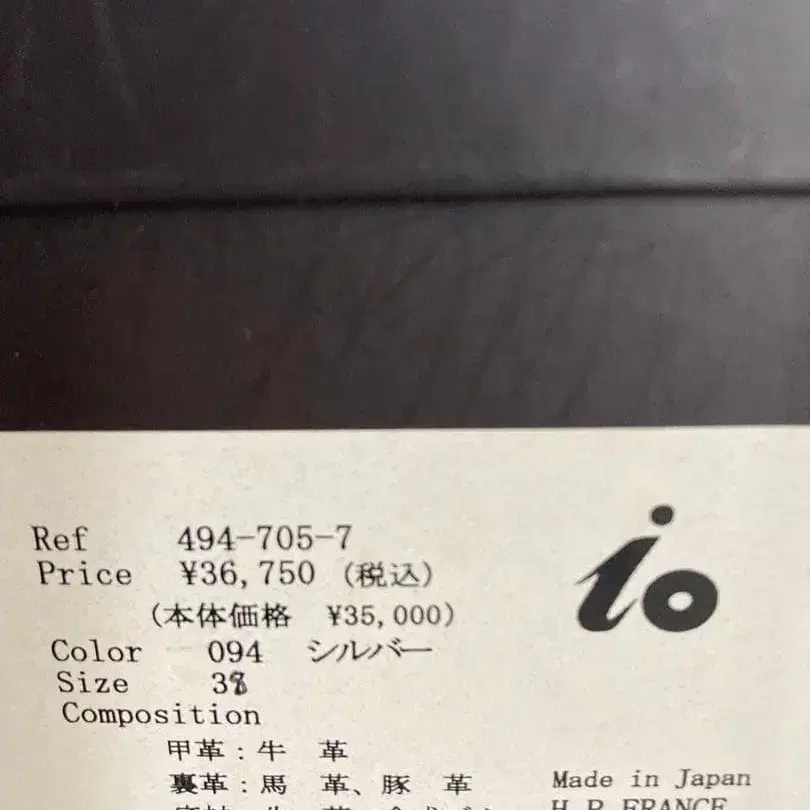 io
Ref 494-705-7
Price ¥36,750 (税込)
(本体価格 ¥35,000)
Color 094 シルバー
Size
Composition
甲革:牛 革
裏革:馬 革、豚 革
Made in Japan
H.P.FRANCE